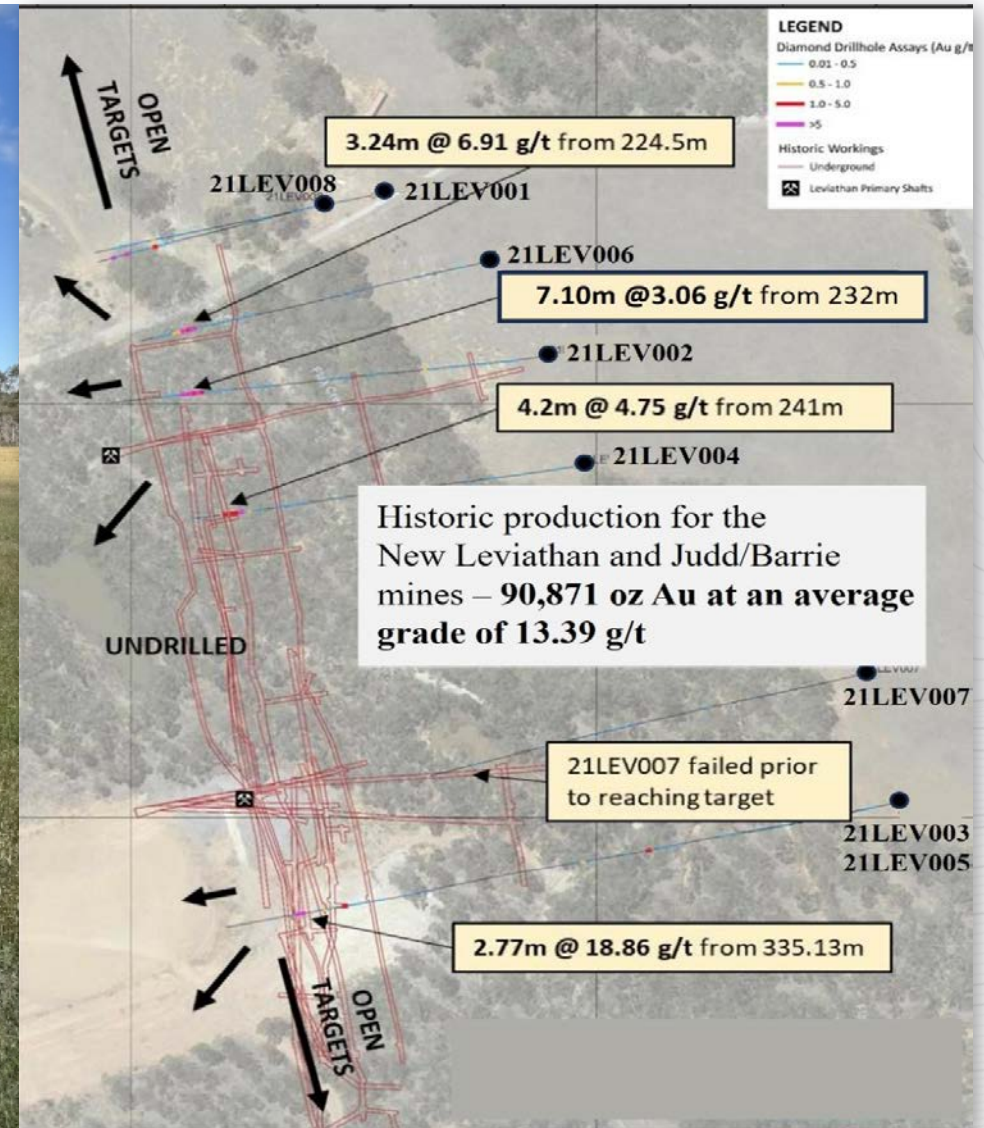 LEGEND
Diamond Drillhole Assays (Au g/t
0.01 - 0.5
0.5 - 1.0
1.0 - 5.0
>5
Historic Workings
Underground
Leviathan Primary Shafts
OPEN
TARGETS
3.24m @ 6.91 g/t from 224.5m
21LEV008
21LEV001
21LEV006
7.10m @3.06 g/t from 232m
21LEV002
4.2m @ 4.75 g/t from 241m
21LEV004
Historic production for the
New Leviathan and Judd/Barrie
mines – 90,871 oz Au at an average
grade of 13.39 g/t
UNDRILLED
21LEV007
21LEV007 failed prior
to reaching target
21LEV003
21LEV005
2.77m @ 18.86 g/t from 335.13m
OPEN
TARGETS